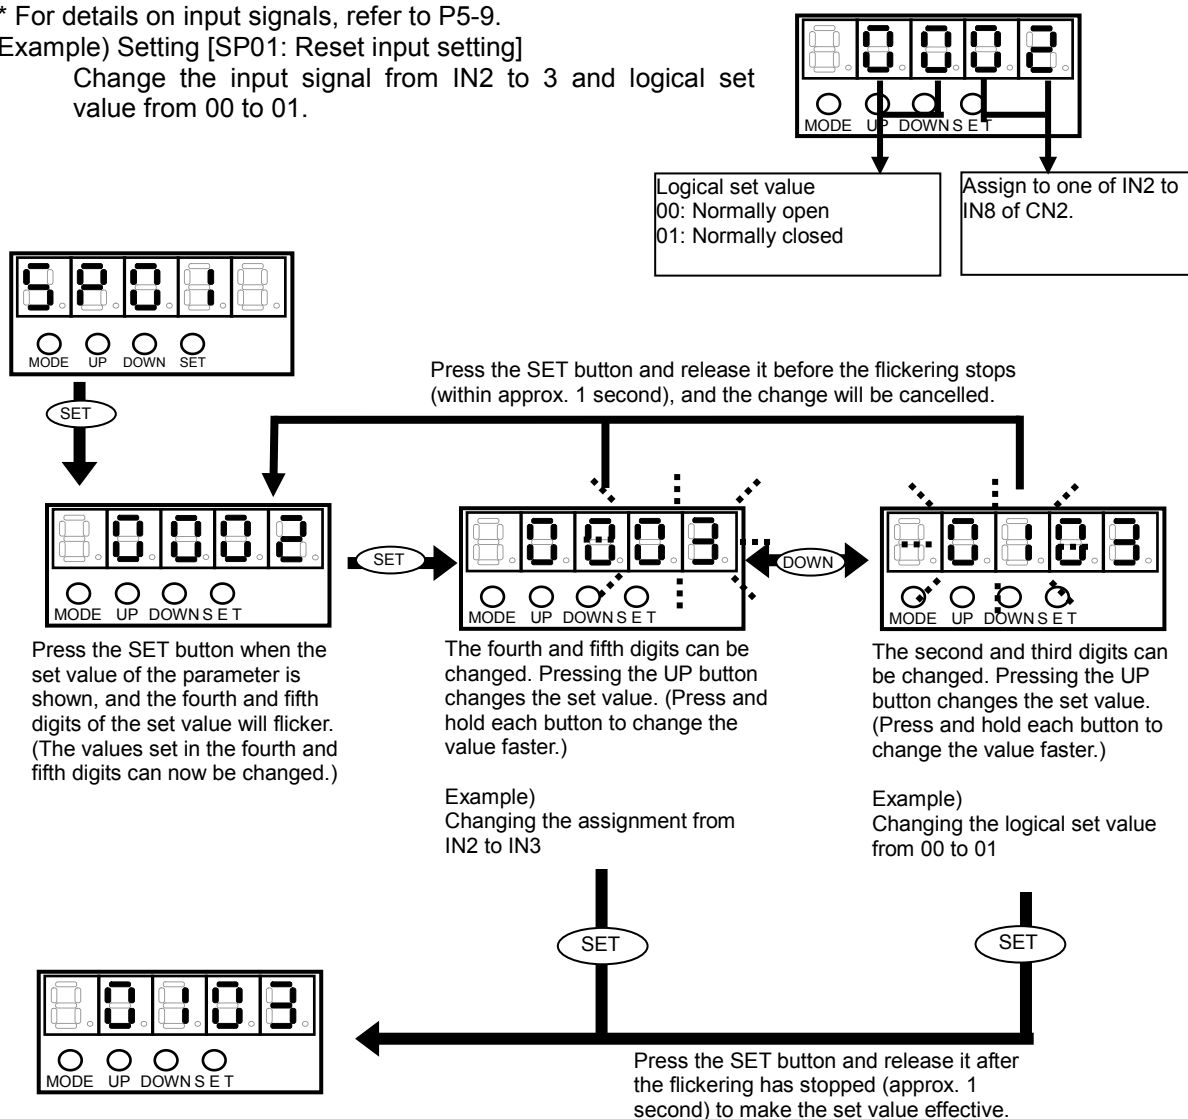 * For details on input signals, refer to P5-9.
Example) Setting [SP01: Reset input setting]
Change the input signal from IN2 to 3 and logical set
value from 00 to 01.
0002
MODE UP DOWN SET
Logical set value
00: Normally open
01: Normally closed
Assign to one of IN2 to
IN8 of CN2.
SP01
MODE UP DOWN SET
SET
Press the SET button and release it before the flickering stops
(within approx. 1 second), and the change will be cancelled.
0002
MODE UP DOWN SET
SET
0003
MODE UP DOWN SET
DOWN
0103
MODE UP DOWN SET
Press the SET button when the
set value of the parameter is
shown, and the fourth and fifth
digits of the set value will flicker.
(The values set in the fourth and
fifth digits can now be changed.)
The fourth and fifth digits can be
changed. Pressing the UP button
changes the set value. (Press and
hold each button to change the
value faster.)
Example)
Changing the assignment from
IN2 to IN3
The second and third digits can
be changed. Pressing the UP
button changes the set value.
(Press and hold each button to
change the value faster.)
Example)
Changing the logical set value
from 00 to 01
SET
SET
0103
MODE UP DOWN SET
Press the SET button and release it after
the flickering has stopped (approx. 1
second) to make the set value effective.